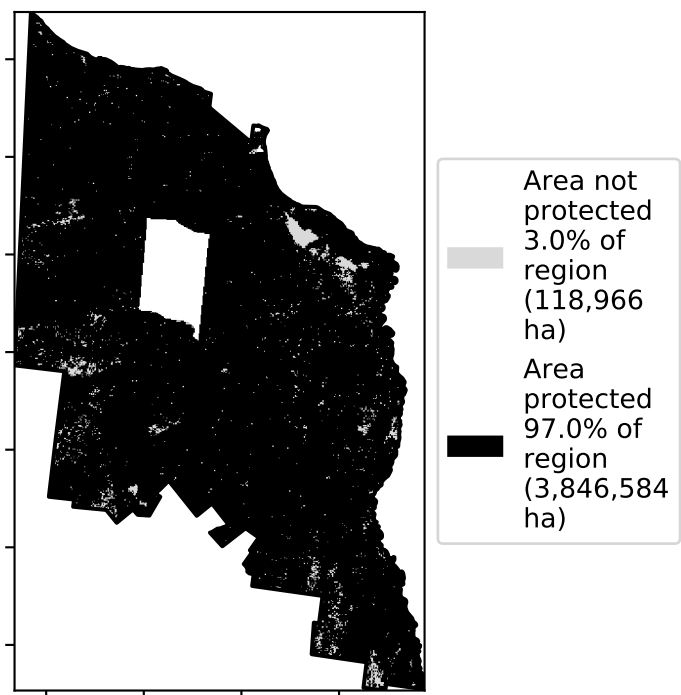 Area not
protected
3.0% of
region
(118,966
ha)
Area
protected
97.0% of
region
(3,846,584
ha)